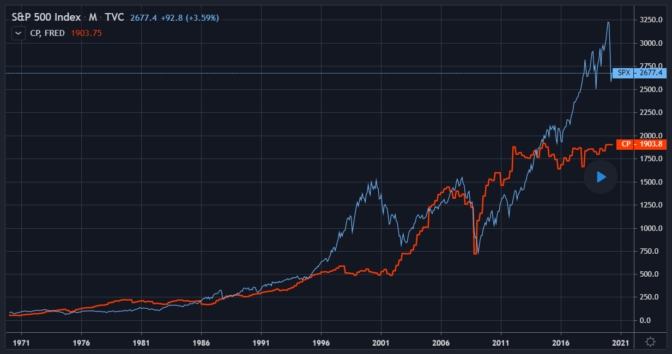 S&P 500 Index · M · TVC 2677.4 +92.8 (+3.59%)
CP, FRED 1903.75
3250.0
3000.0
2750.0
SPX - 2677.4
2500.0
2250.0
2000.0
CP - 1903.8
1750.0
1500.0
1250.0
1000.0
750.0
500.0
250.0
0.0
1971 1976 1981 1986 1991 1996 2001 2006 2011 2016 2021